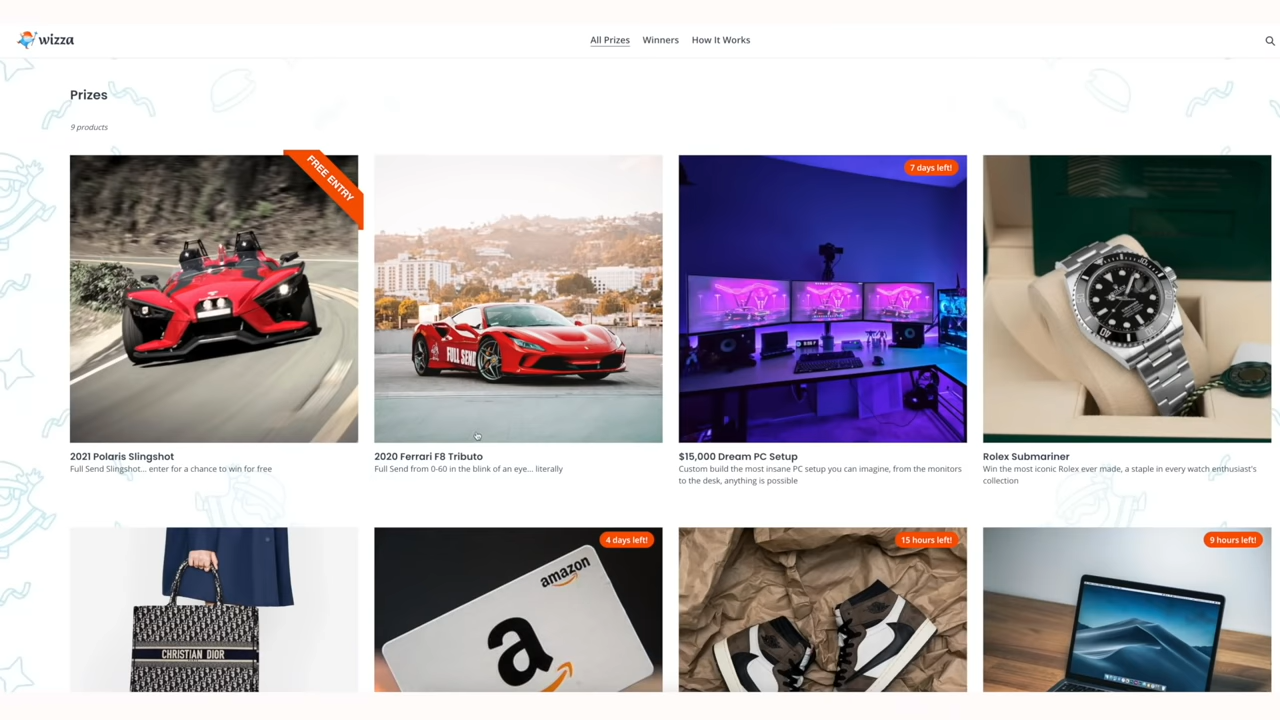 wizza
All Prizes
Winners
How It Works
Prizes
9 products
FREE ENTRY
7 days left!
FULL SEND
2021 Polaris Slingshot
Full Send Slingshot... enter for a chance to win for free
2020 Ferrari F8 Tributo
Full Send from 0-60 in the blink of an eye... literally
$15,000 Dream PC Setup
Custom build the most insane PC setup you can imagine, from the monitors
to the desk, anything is possible
Rolex Submariner
Win the most iconic Rolex ever made, a staple in every watch enthusiast's
collection
CHRISTIAN DIOR
4 days left!
amazon
a
15 hours left!
9 hours left!